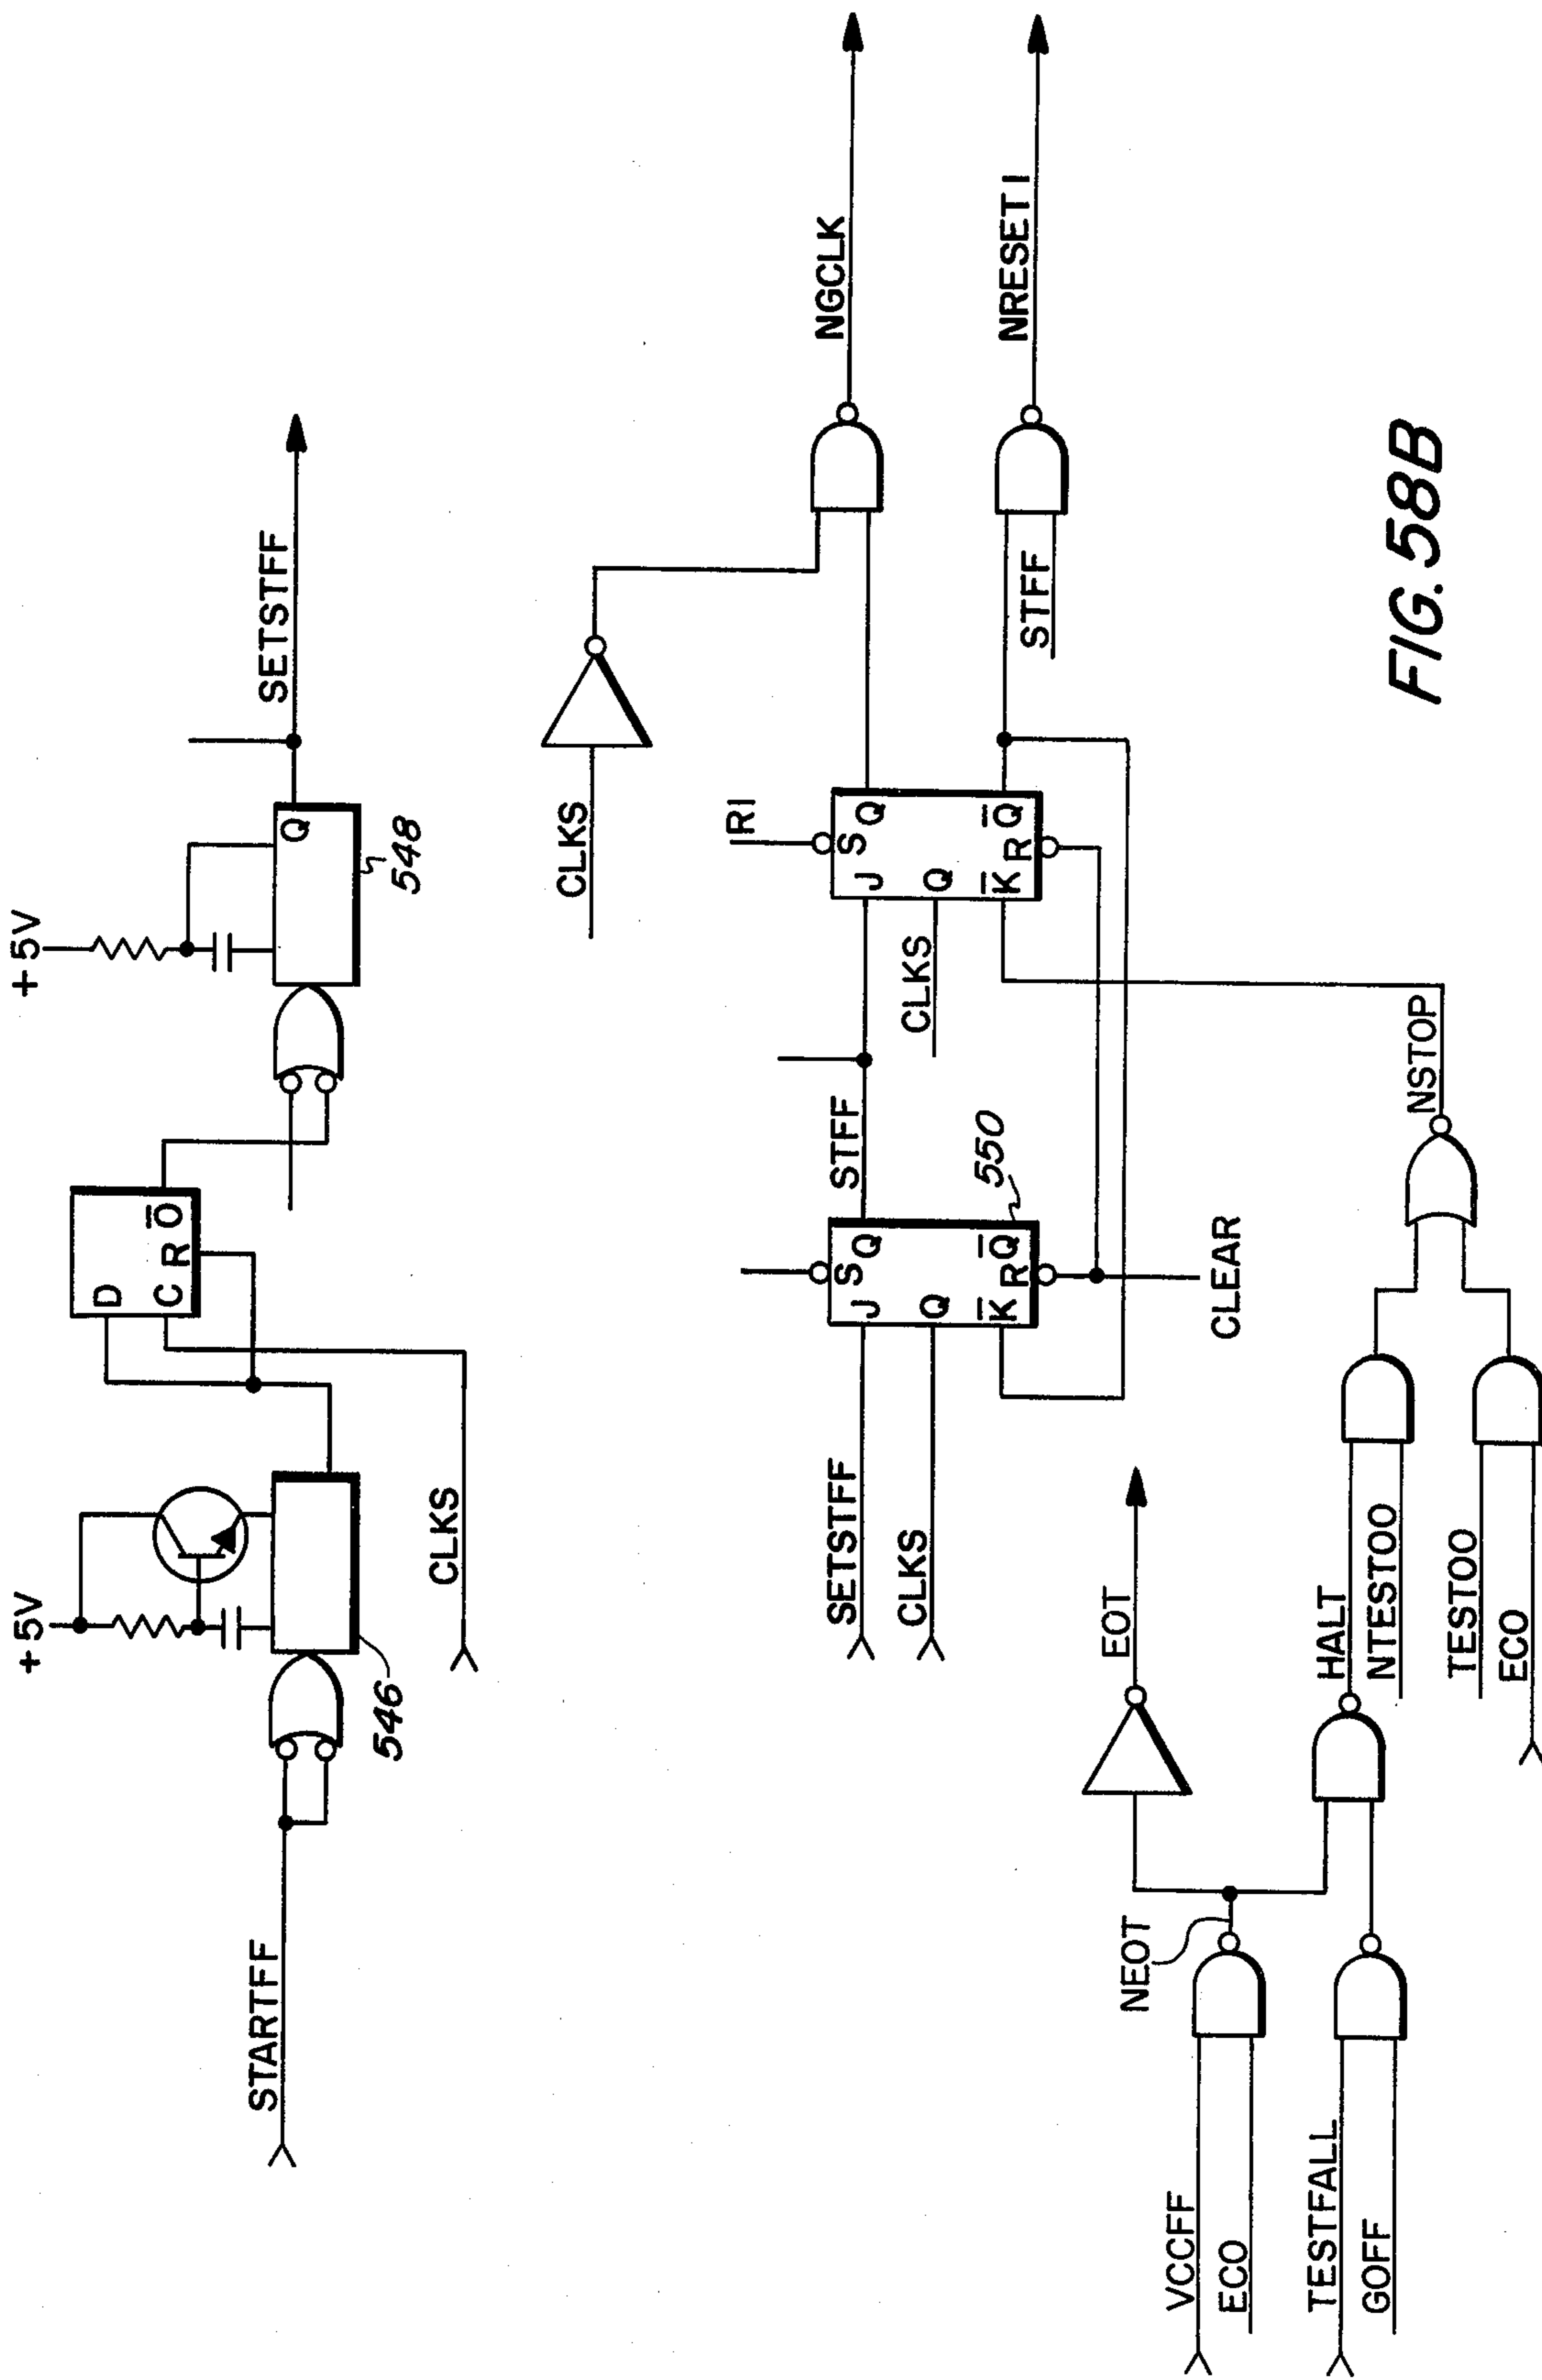 +5V
+5V
STARTFF
546
CLKS
D
C
R
O̅
548
Q
SETSTFF
CLKS
NGCLK
SETSTFF
CLKS
J
S
Q
Q
K̅
R
Q̅
550
STFF
CLEAR
RI
CLKS
J
S
Q
Q
K̅
R
Q̅
STFF
NRESET I
EOT
NEOT
VCCFF
ECO
TESTFALL
GOFF
HALT
NTESTOO
TESTOO
ECO
NSTOP
FIG. 58B